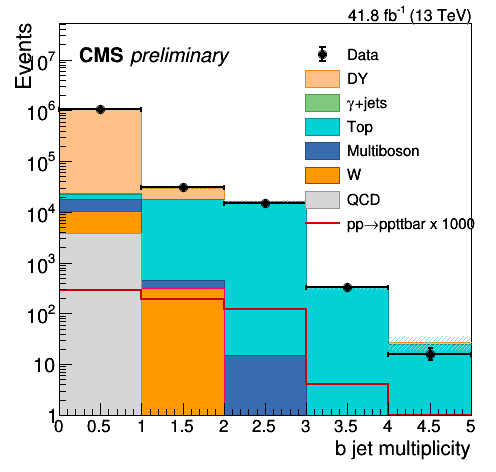 41.8 fb⁻¹ (13 TeV)
Events
CMS preliminary
Data
DY
γ+jets
Top
Multiboson
W
QCD
pp→ppttbar x 1000
10⁷
10⁶
10⁵
10⁴
10³
10²
10
1
0 0.5 1 1.5 2 2.5 3 3.5 4 4.5 5
b jet multiplicity